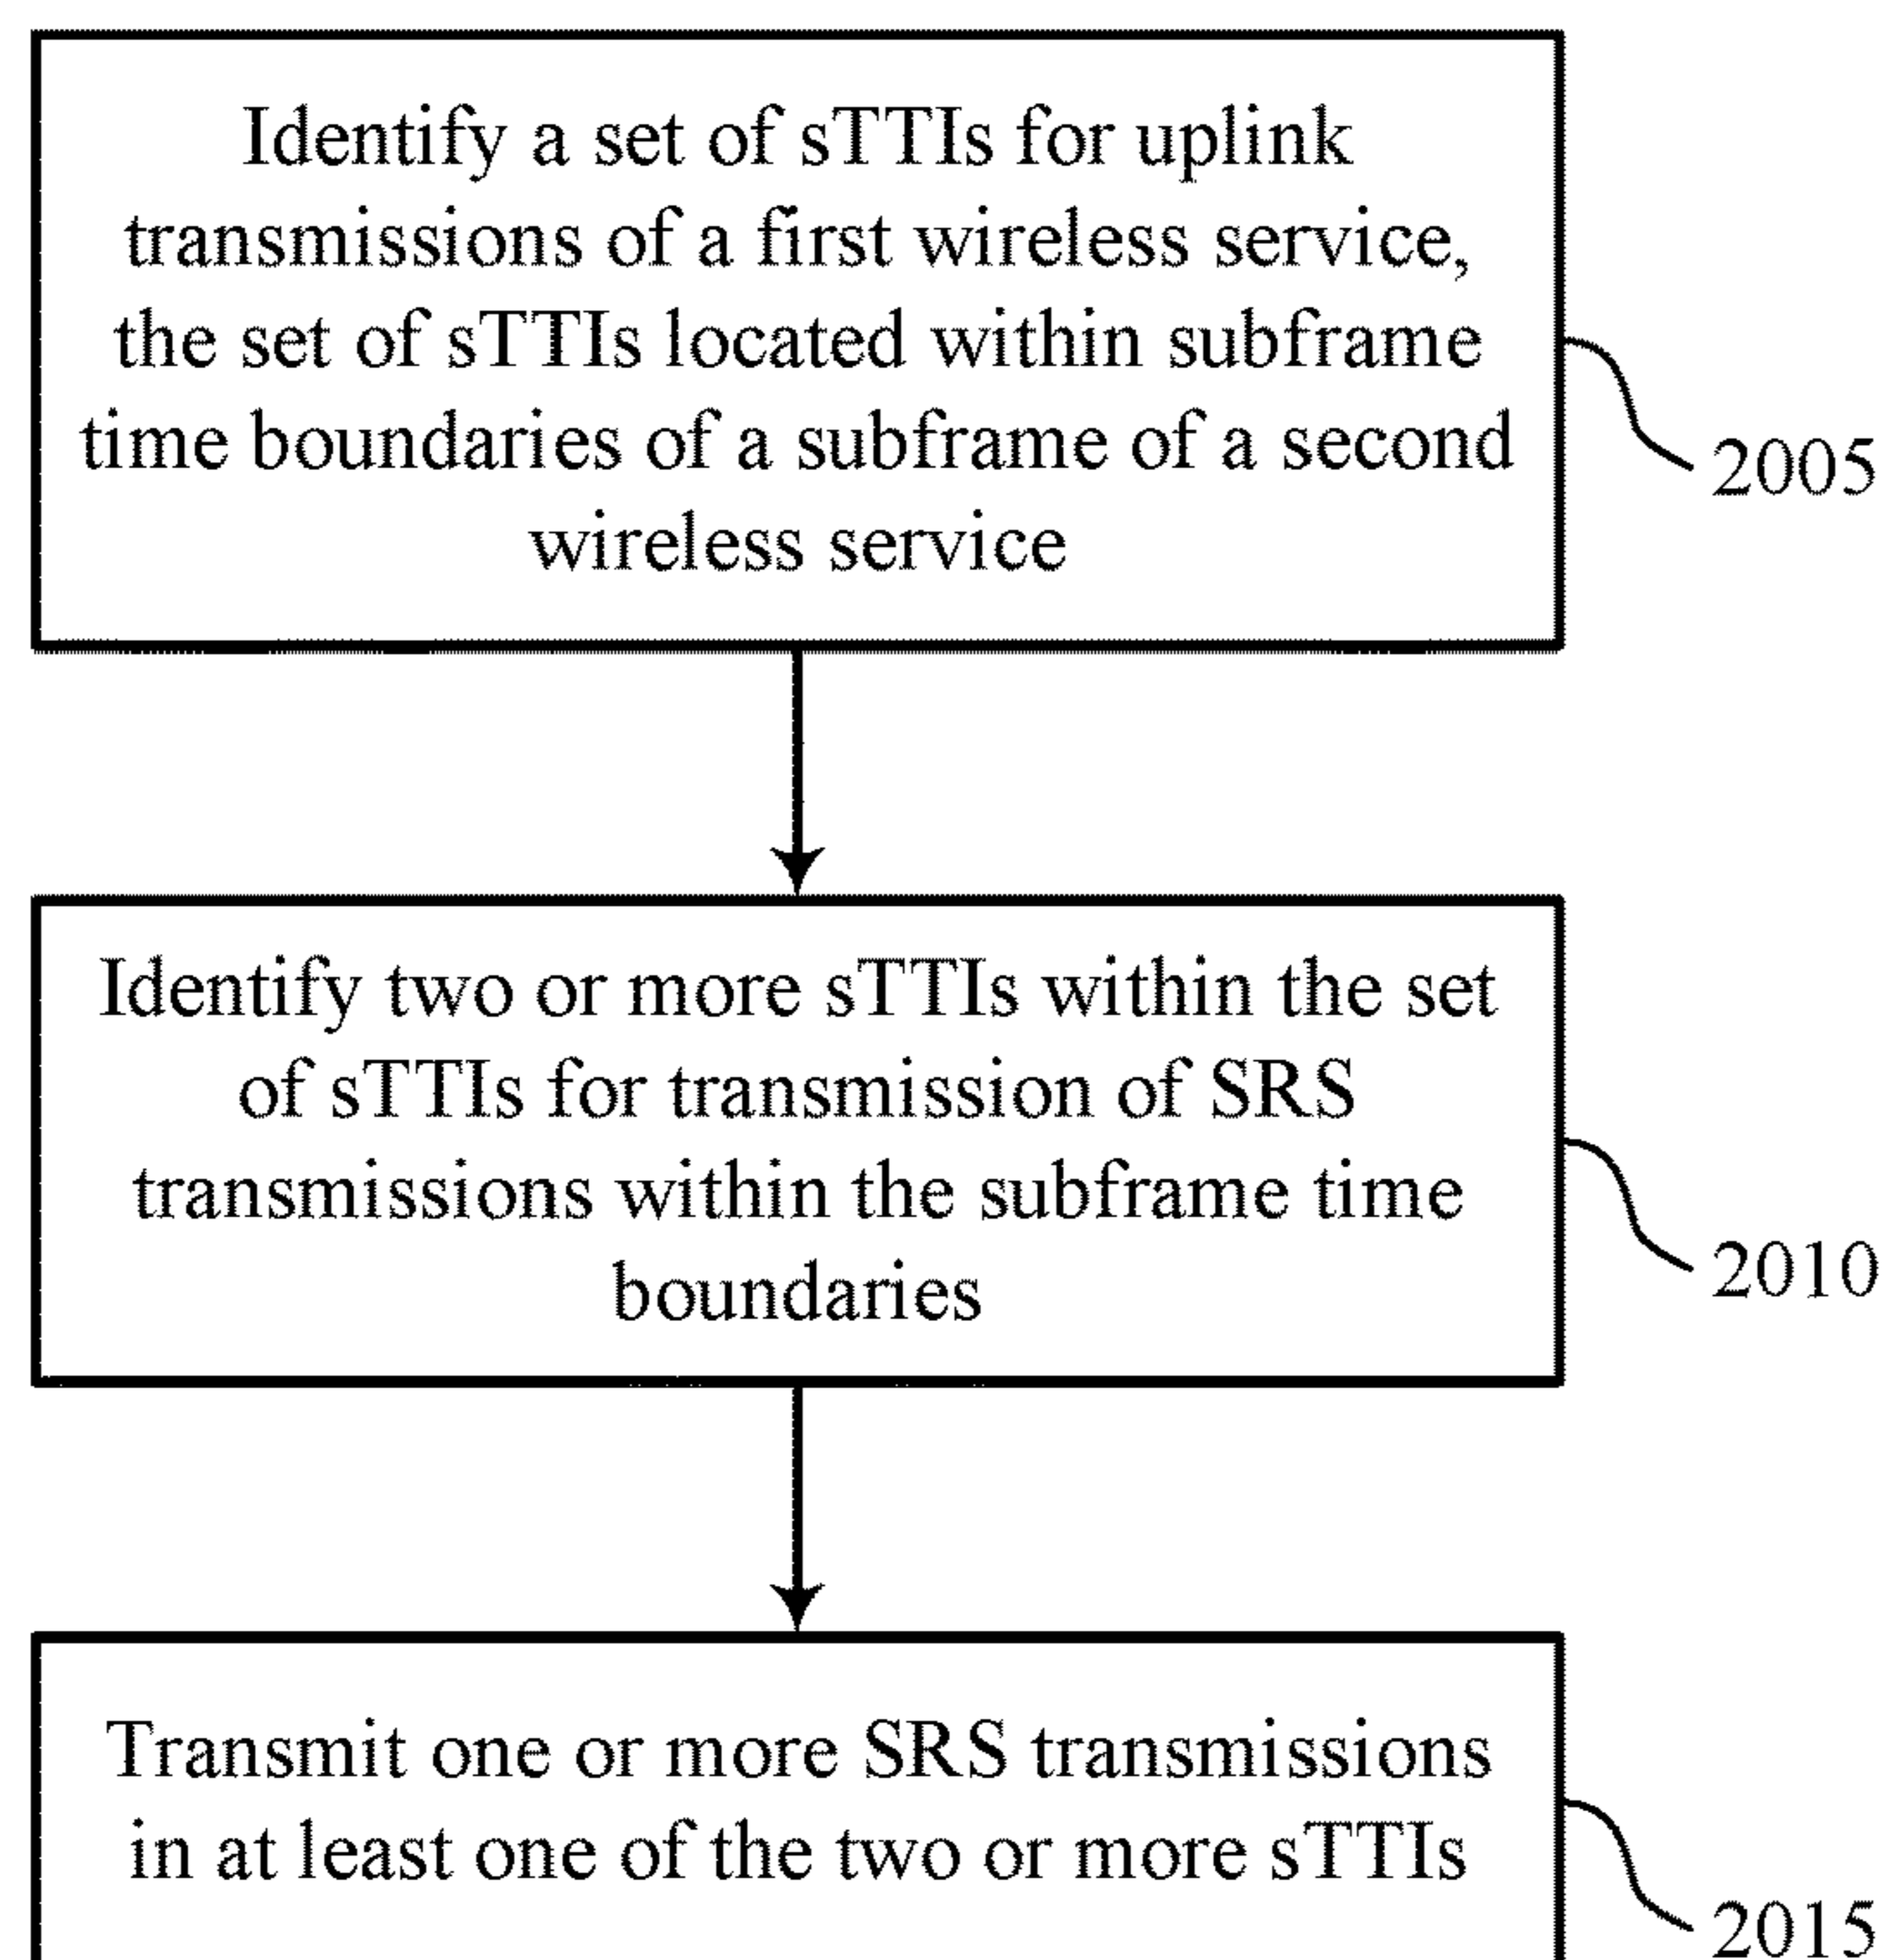 Identify a set of sTTIs for uplink
transmissions of a first wireless service,
the set of sTTIs located within subframe
time boundaries of a subframe of a second
wireless service
2005
Identify two or more sTTIs within the set
of sTTIs for transmission of SRS
transmissions within the subframe time
boundaries
2010
Transmit one or more SRS transmissions
in at least one of the two or more sTTIs
2015